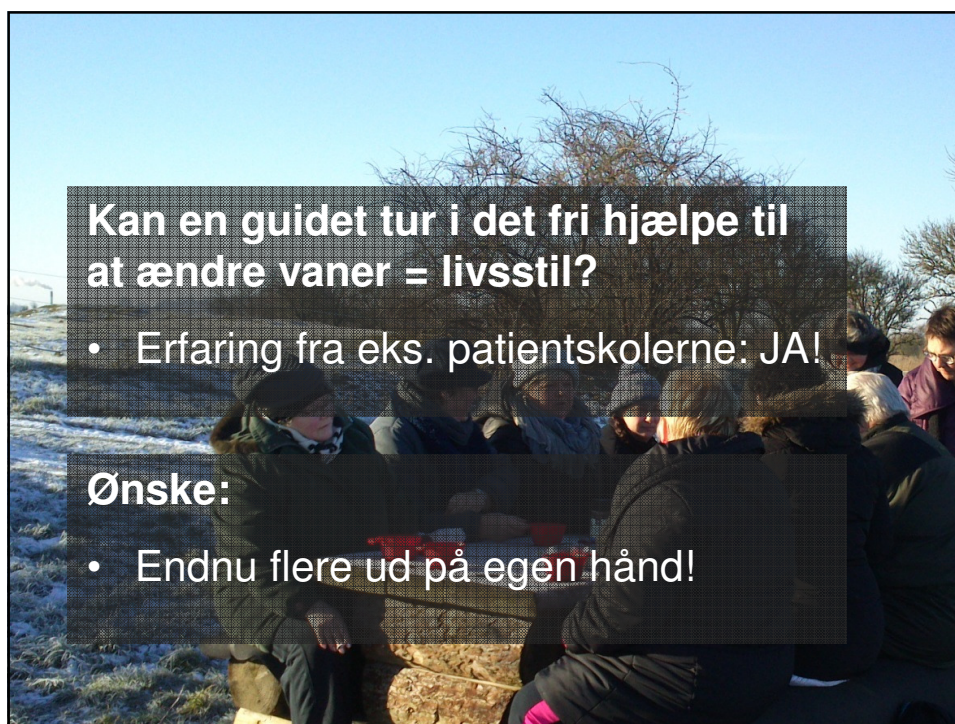 Kan en guidet tur i det fri hjælpe til
at ændre vaner = livsstil?
• Erfaring fra eks. patientskolerne: JA!
Ønske:
• Endnu flere ud på egen hånd!